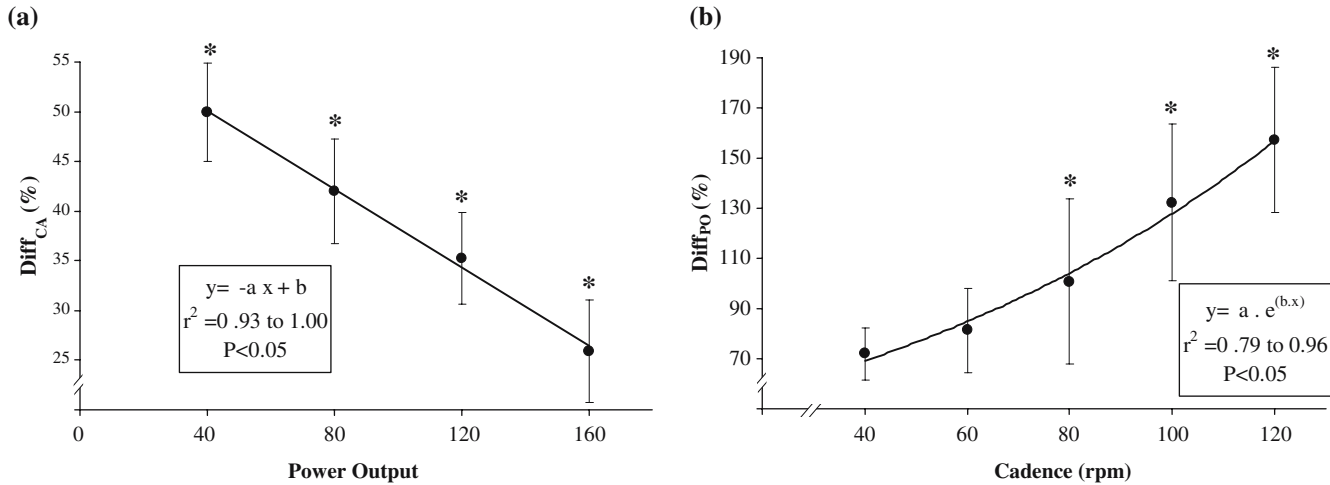 (a)
55
50
45
40
35
30
25
Diff_CA (%)
* * * *
y= -a x + b
r² =0 .93 to 1.00
P<0.05
0 40 80 120 160
Power Output
(b)
190
170
150
130
110
90
70
Diff_PO (%)
* * *
y= a . e^(b.x)
r² =0 .79 to 0.96
P<0.05
40 60 80 100 120
Cadence (rpm)